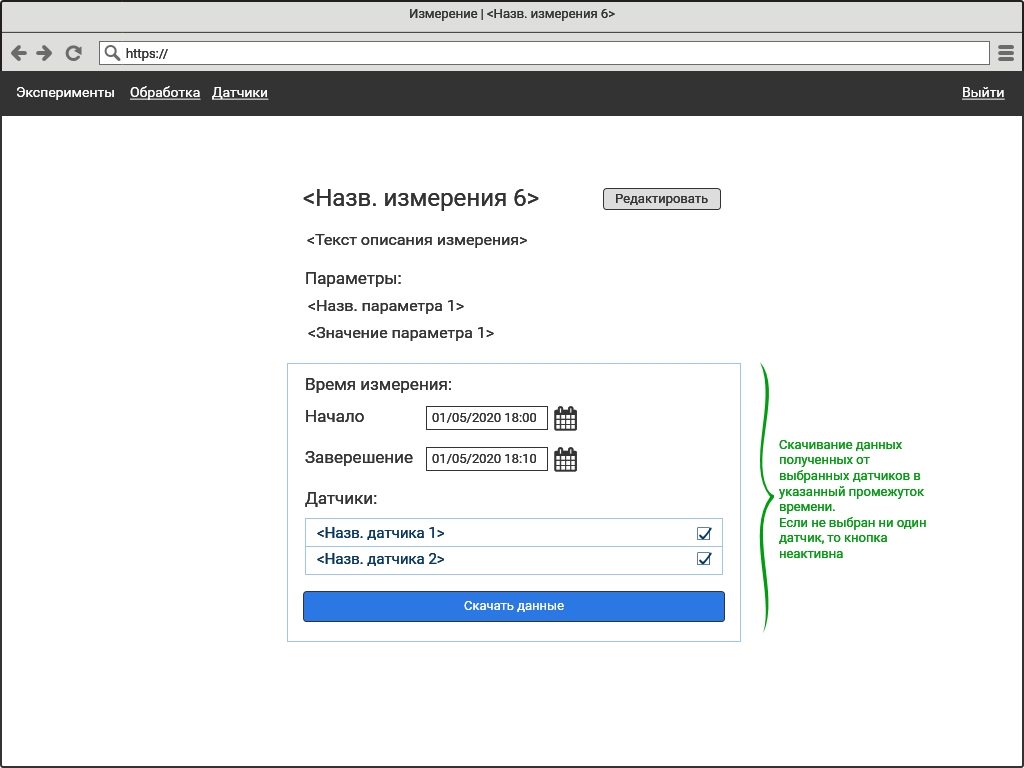 Измерение | <Назв. измерения 6>
https://
Эксперименты Обработка Датчики Выйти
<Назв. измерения 6> Редактировать
<Текст описания измерения>
Параметры:
<Назв. параметра 1>
<Значение параметра 1>
Время измерения:
Начало 01/05/2020 18:00
Заверешение 01/05/2020 18:10
Датчики:
<Назв. датчика 1>
<Назв. датчика 2>
Скачать данные
Скачивание данных
полученных от
выбранных датчиков в
указанный промежуток
времени.
Если не выбран ни один
датчик, то кнопка
неактивна